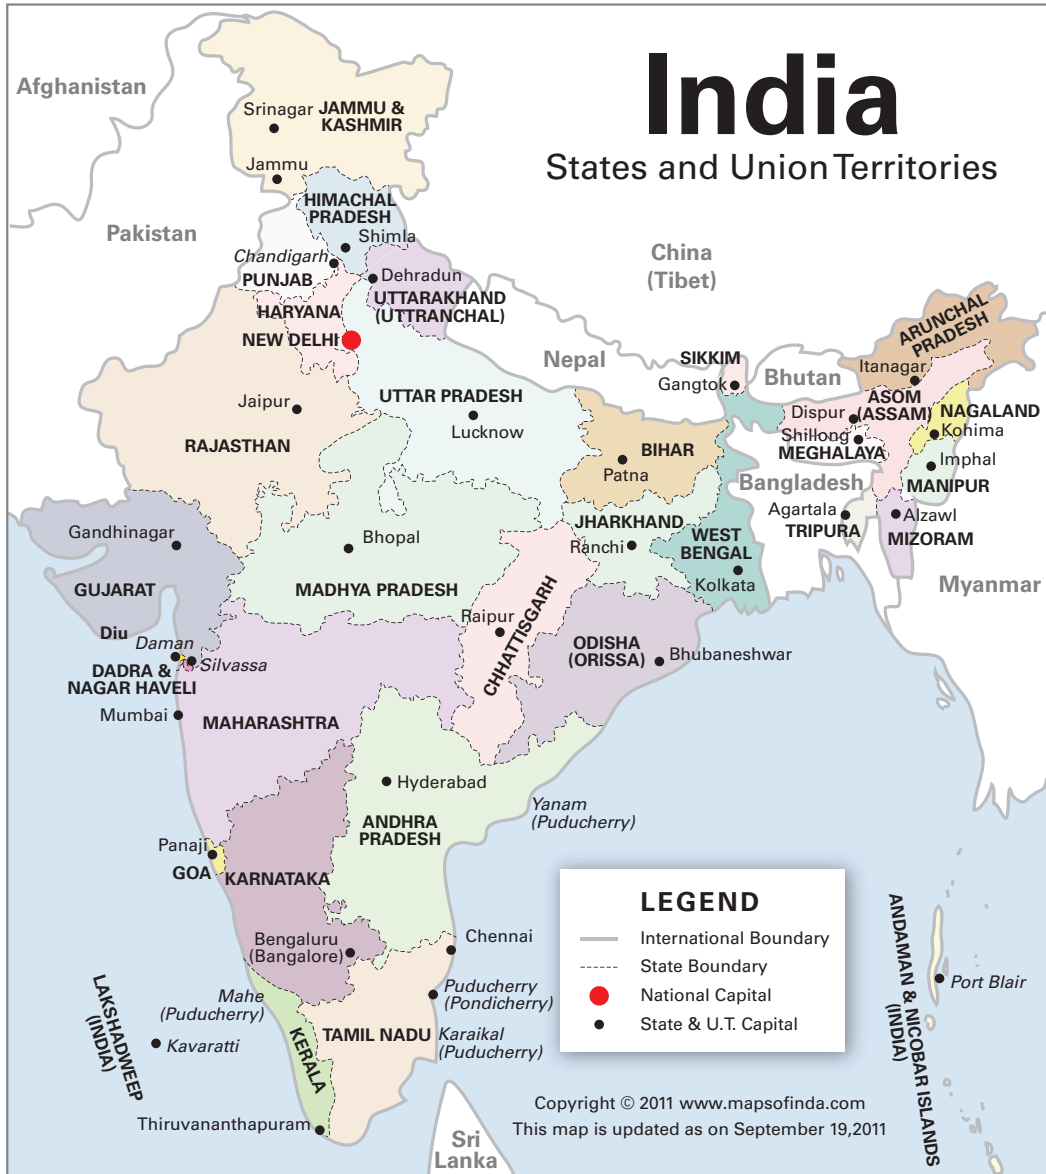 India
States and Union Territories
Afghanistan
Srinagar
JAMMU &
KASHMIR
Jammu
HIMACHAL
PRADESH
Shimla
Pakistan
Chandigarh
PUNJAB
Dehradun
UTTARAKHAND
(UTTRANCHAL)
China
(Tibet)
HARYANA
NEW DELHI
Nepal
SIKKIM
Gangtok
Bhutan
ARUNCHAL
PRADESH
Itanagar
Jaipur
RAJASTHAN
UTTAR PRADESH
Lucknow
BIHAR
Patna
Dispur
ASOM
(ASSAM)
NAGALAND
Kohima
Shillong
MEGHALAYA
Imphal
MANIPUR
Bangladesh
Agartala
TRIPURA
Alzawl
MIZORAM
Myanmar
Gandhinagar
GUJARAT
Bhopal
MADHYA PRADESH
JHARKHAND
Ranchi
WEST
BENGAL
Kolkata
Raipur
CHHATTISGARH
ODISHA
(ORISSA)
Bhubaneshwar
Diu
Daman
Silvassa
DADRA &
NAGAR HAVELI
Mumbai
MAHARASHTRA
Hyderabad
ANDHRA
PRADESH
Yanam
(Puducherry)
Panaji
GOA
KARNATAKA
Bengaluru
(Bangalore)
Chennai
Puducherry
(Pondicherry)
Mahe
(Puducherry)
TAMIL NADU
Karaikal
(Puducherry)
KERALA
LAKSHADWEEP
(INDIA)
Kavaratti
Thiruvananthapuram
Sri
Lanka
LEGEND
International Boundary
State Boundary
National Capital
State & U.T. Capital
ANDAMAN & NICOBAR ISLANDS
(INDIA)
Port Blair
Copyright © 2011 www.mapsofinda.com
This map is updated as on September 19,2011